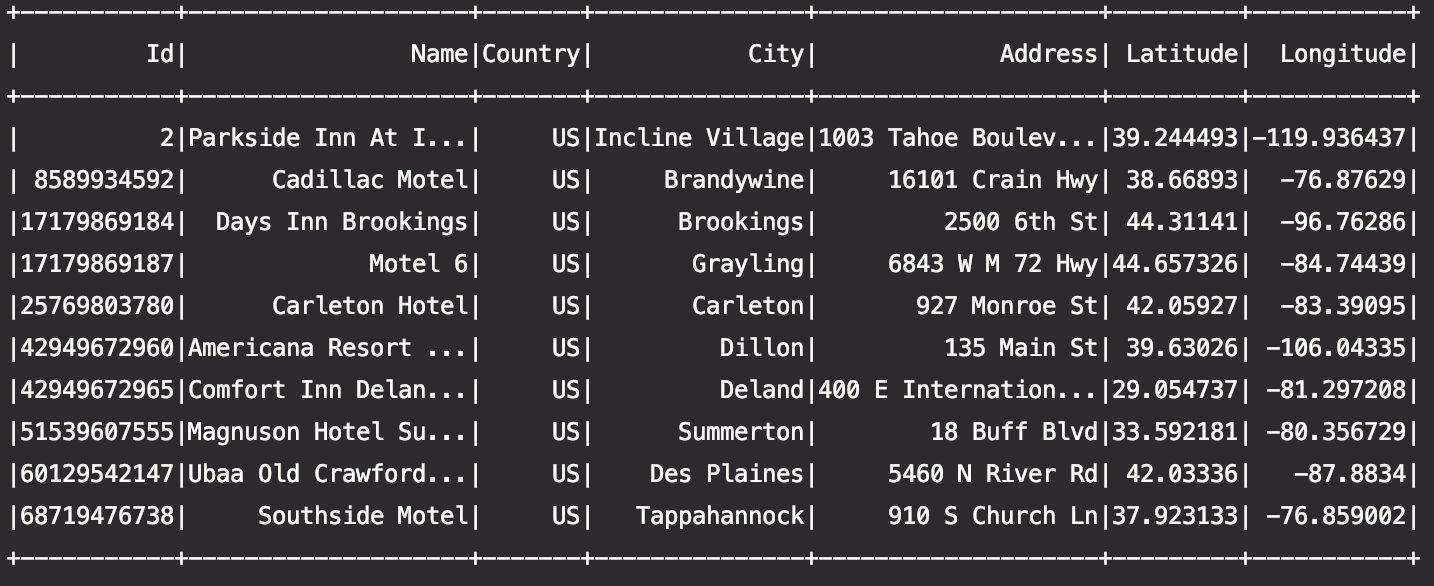 +-----------+--------------------+-------+---------------+--------------------+---------+-----------+
|         Id|                Name|Country|           City|             Address| Latitude|  Longitude|
+-----------+--------------------+-------+---------------+--------------------+---------+-----------+
|          2|Parkside Inn At I...|     US|Incline Village|1003 Tahoe Boulev...|39.244493|-119.936437|
| 8589934592|      Cadillac Motel|     US|     Brandywine|     16101 Crain Hwy| 38.66893|  -76.87629|
|17179869184|  Days Inn Brookings|     US|      Brookings|         2500 6th St| 44.31141|  -96.76286|
|17179869187|             Motel 6|     US|       Grayling|     6843 W M 72 Hwy|44.657326|  -84.74439|
|25769803780|      Carleton Hotel|     US|       Carleton|       927 Monroe St| 42.05927|  -83.39095|
|42949672960|Americana Resort ...|     US|         Dillon|         135 Main St| 39.63026| -106.04335|
|42949672965|Comfort Inn Delan...|     US|         Deland|400 E Internation...|29.054737| -81.297208|
|51539607555|Magnuson Hotel Su...|     US|      Summerton|        18 Buff Blvd|33.592181| -80.356729|
|60129542147|Ubaa Old Crawford...|     US|    Des Plaines|     5460 N River Rd| 42.03336|   -87.8834|
|68719476738|     Southside Motel|     US|   Tappahannock|     910 S Church Ln|37.923133| -76.859002|
+-----------+--------------------+-------+---------------+--------------------+---------+-----------+